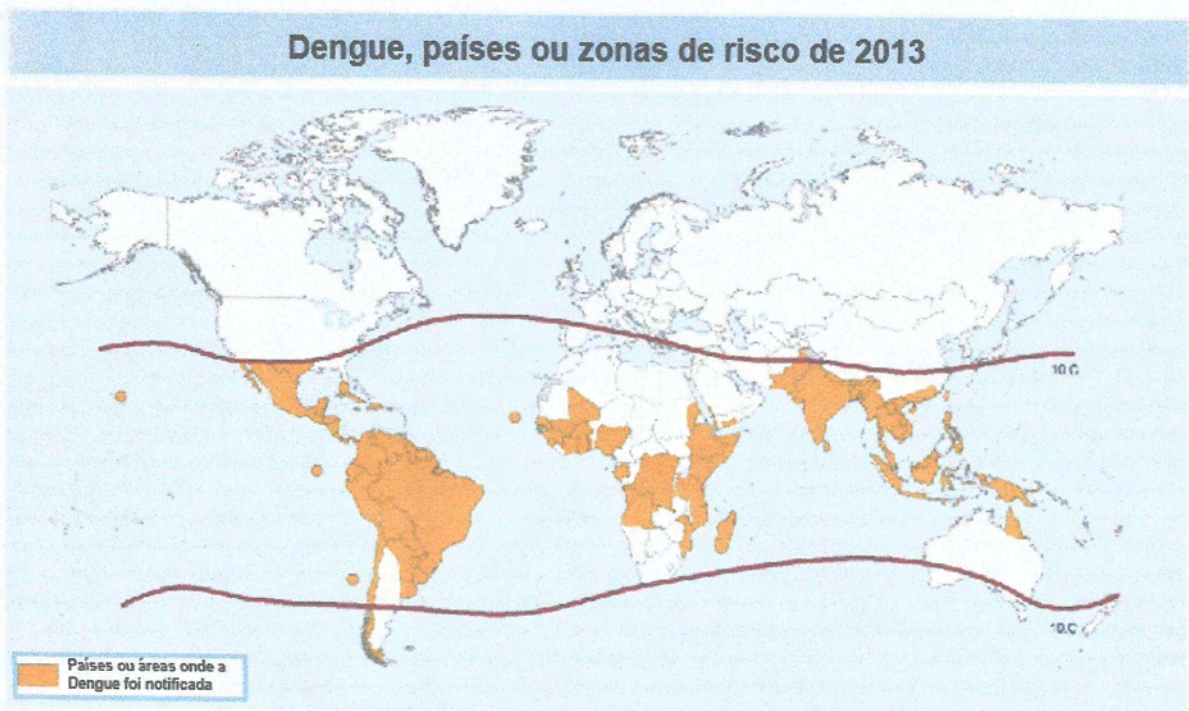 Dengue, países ou zonas de risco de 2013
10.C
10.C
Países ou áreas onde a
Dengue foi notificada